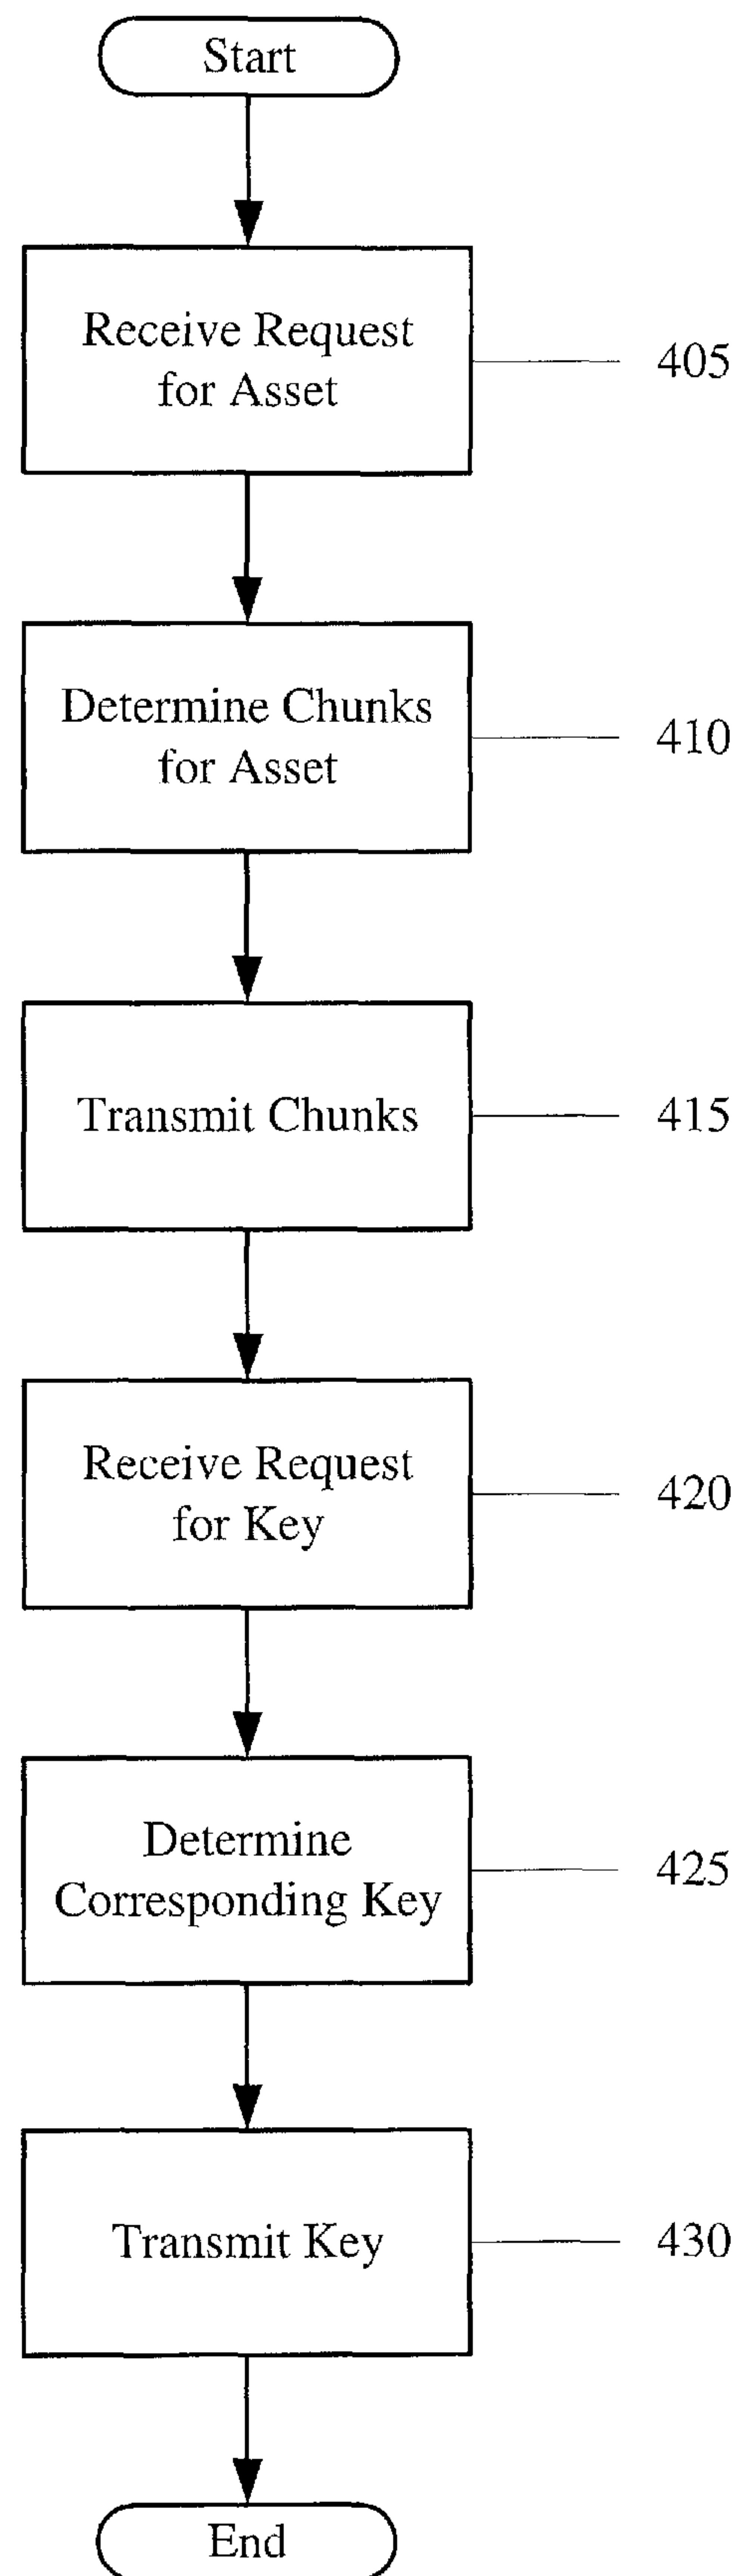 Start
Receive Request
for Asset
405
Determine Chunks
for Asset
410
Transmit Chunks
415
Receive Request
for Key
420
Determine
Corresponding Key
425
Transmit Key
430
End